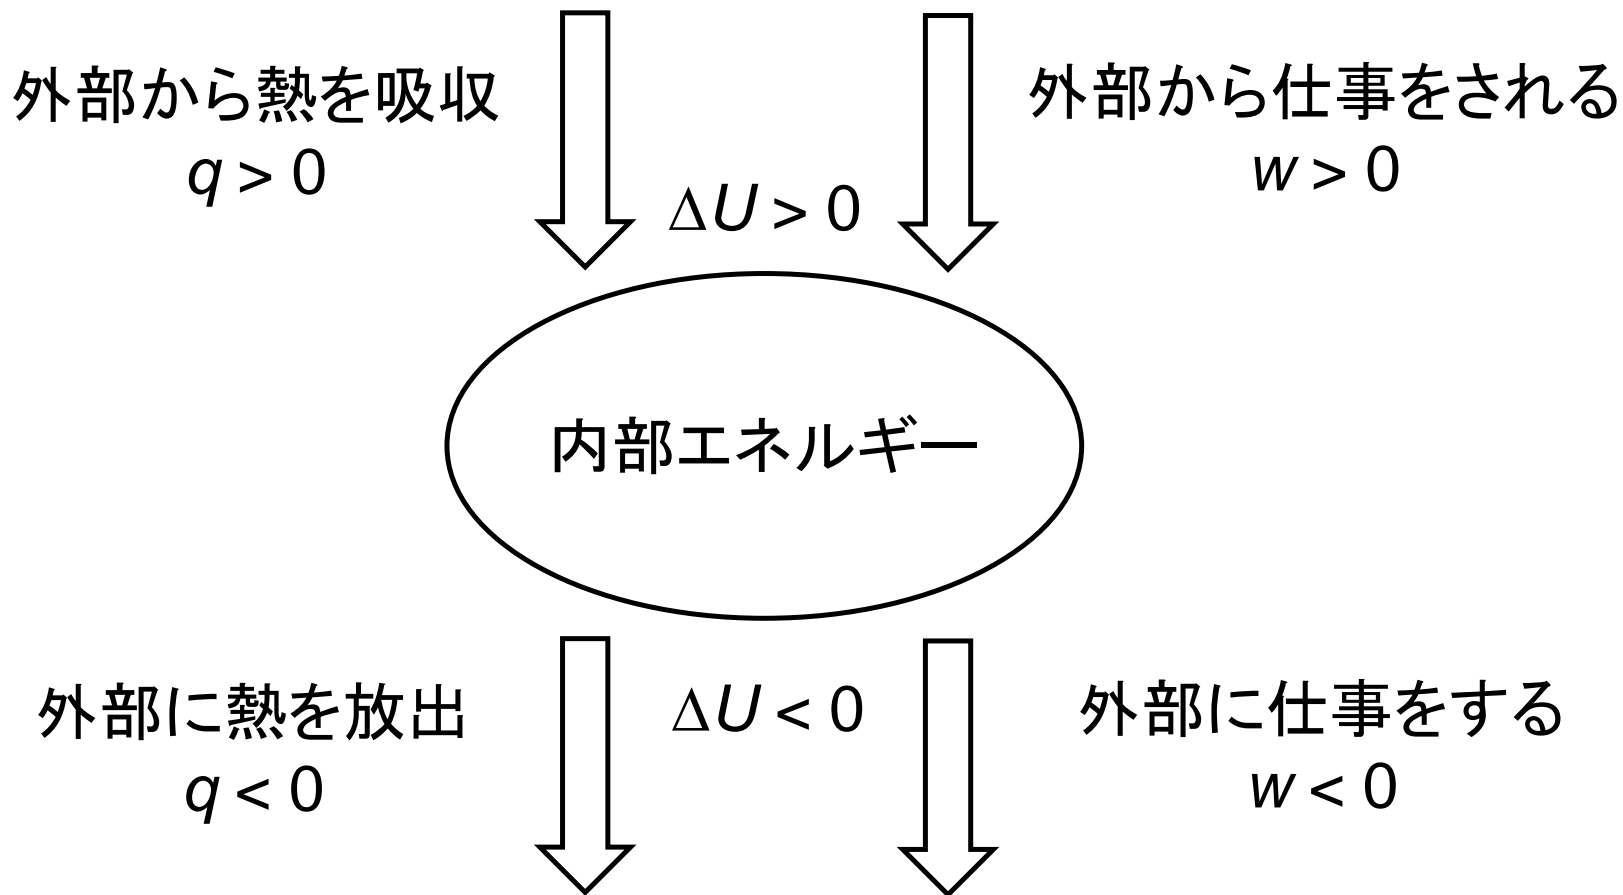 外部から熱を吸収
q > 0
外部から仕事をされる
w > 0
ΔU > 0
内部エネルギー
外部に熱を放出
q < 0
ΔU < 0
外部に仕事をする
w < 0